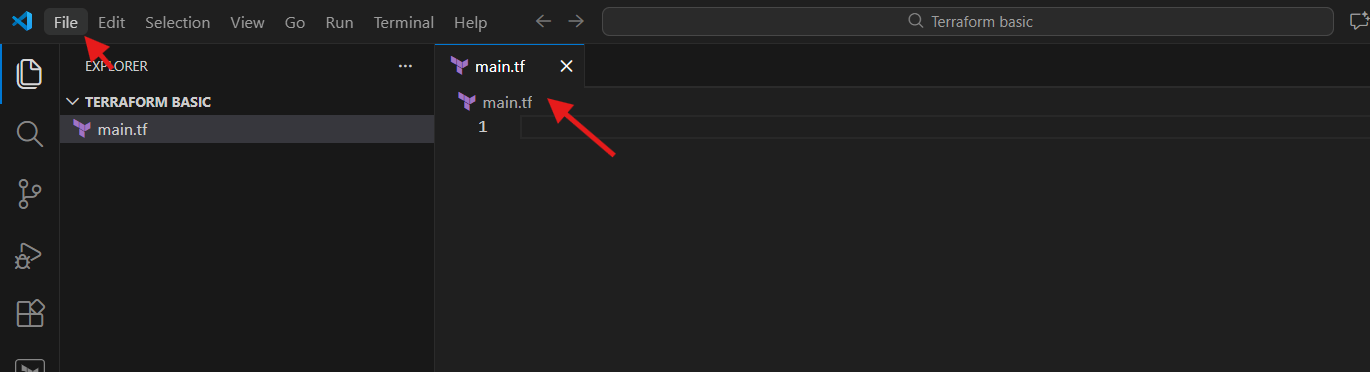 File Edit Selection View Go Run Terminal Help Terraform basic
EXPLORER ... main.tf
TERRAFORM BASIC main.tf
main.tf 1